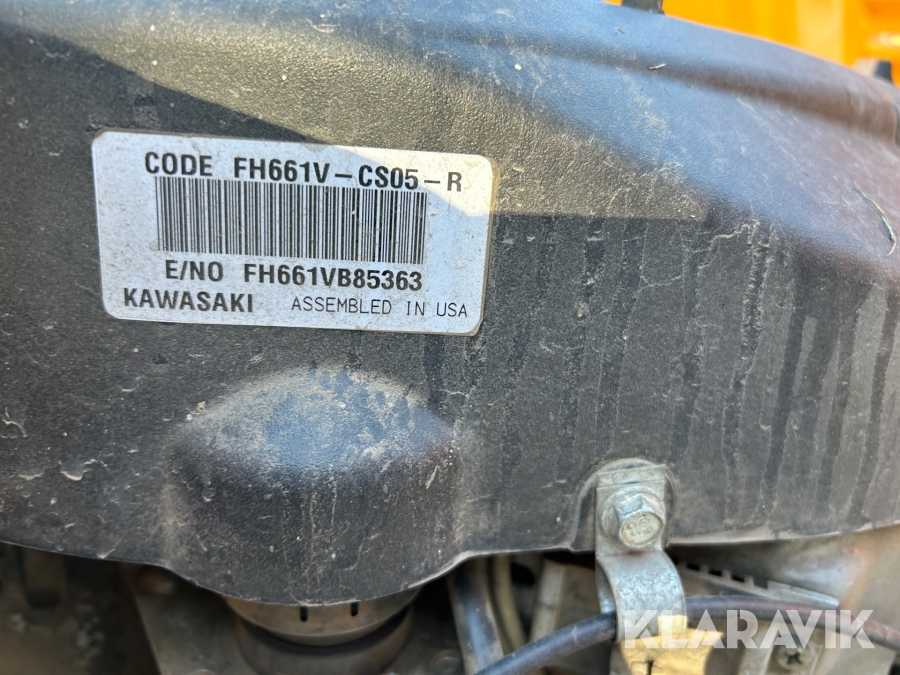 CODE FH661V-CS05-R
E/NO FH661VB85363
KAWASAKI ASSEMBLED IN USA
KLARAVIK